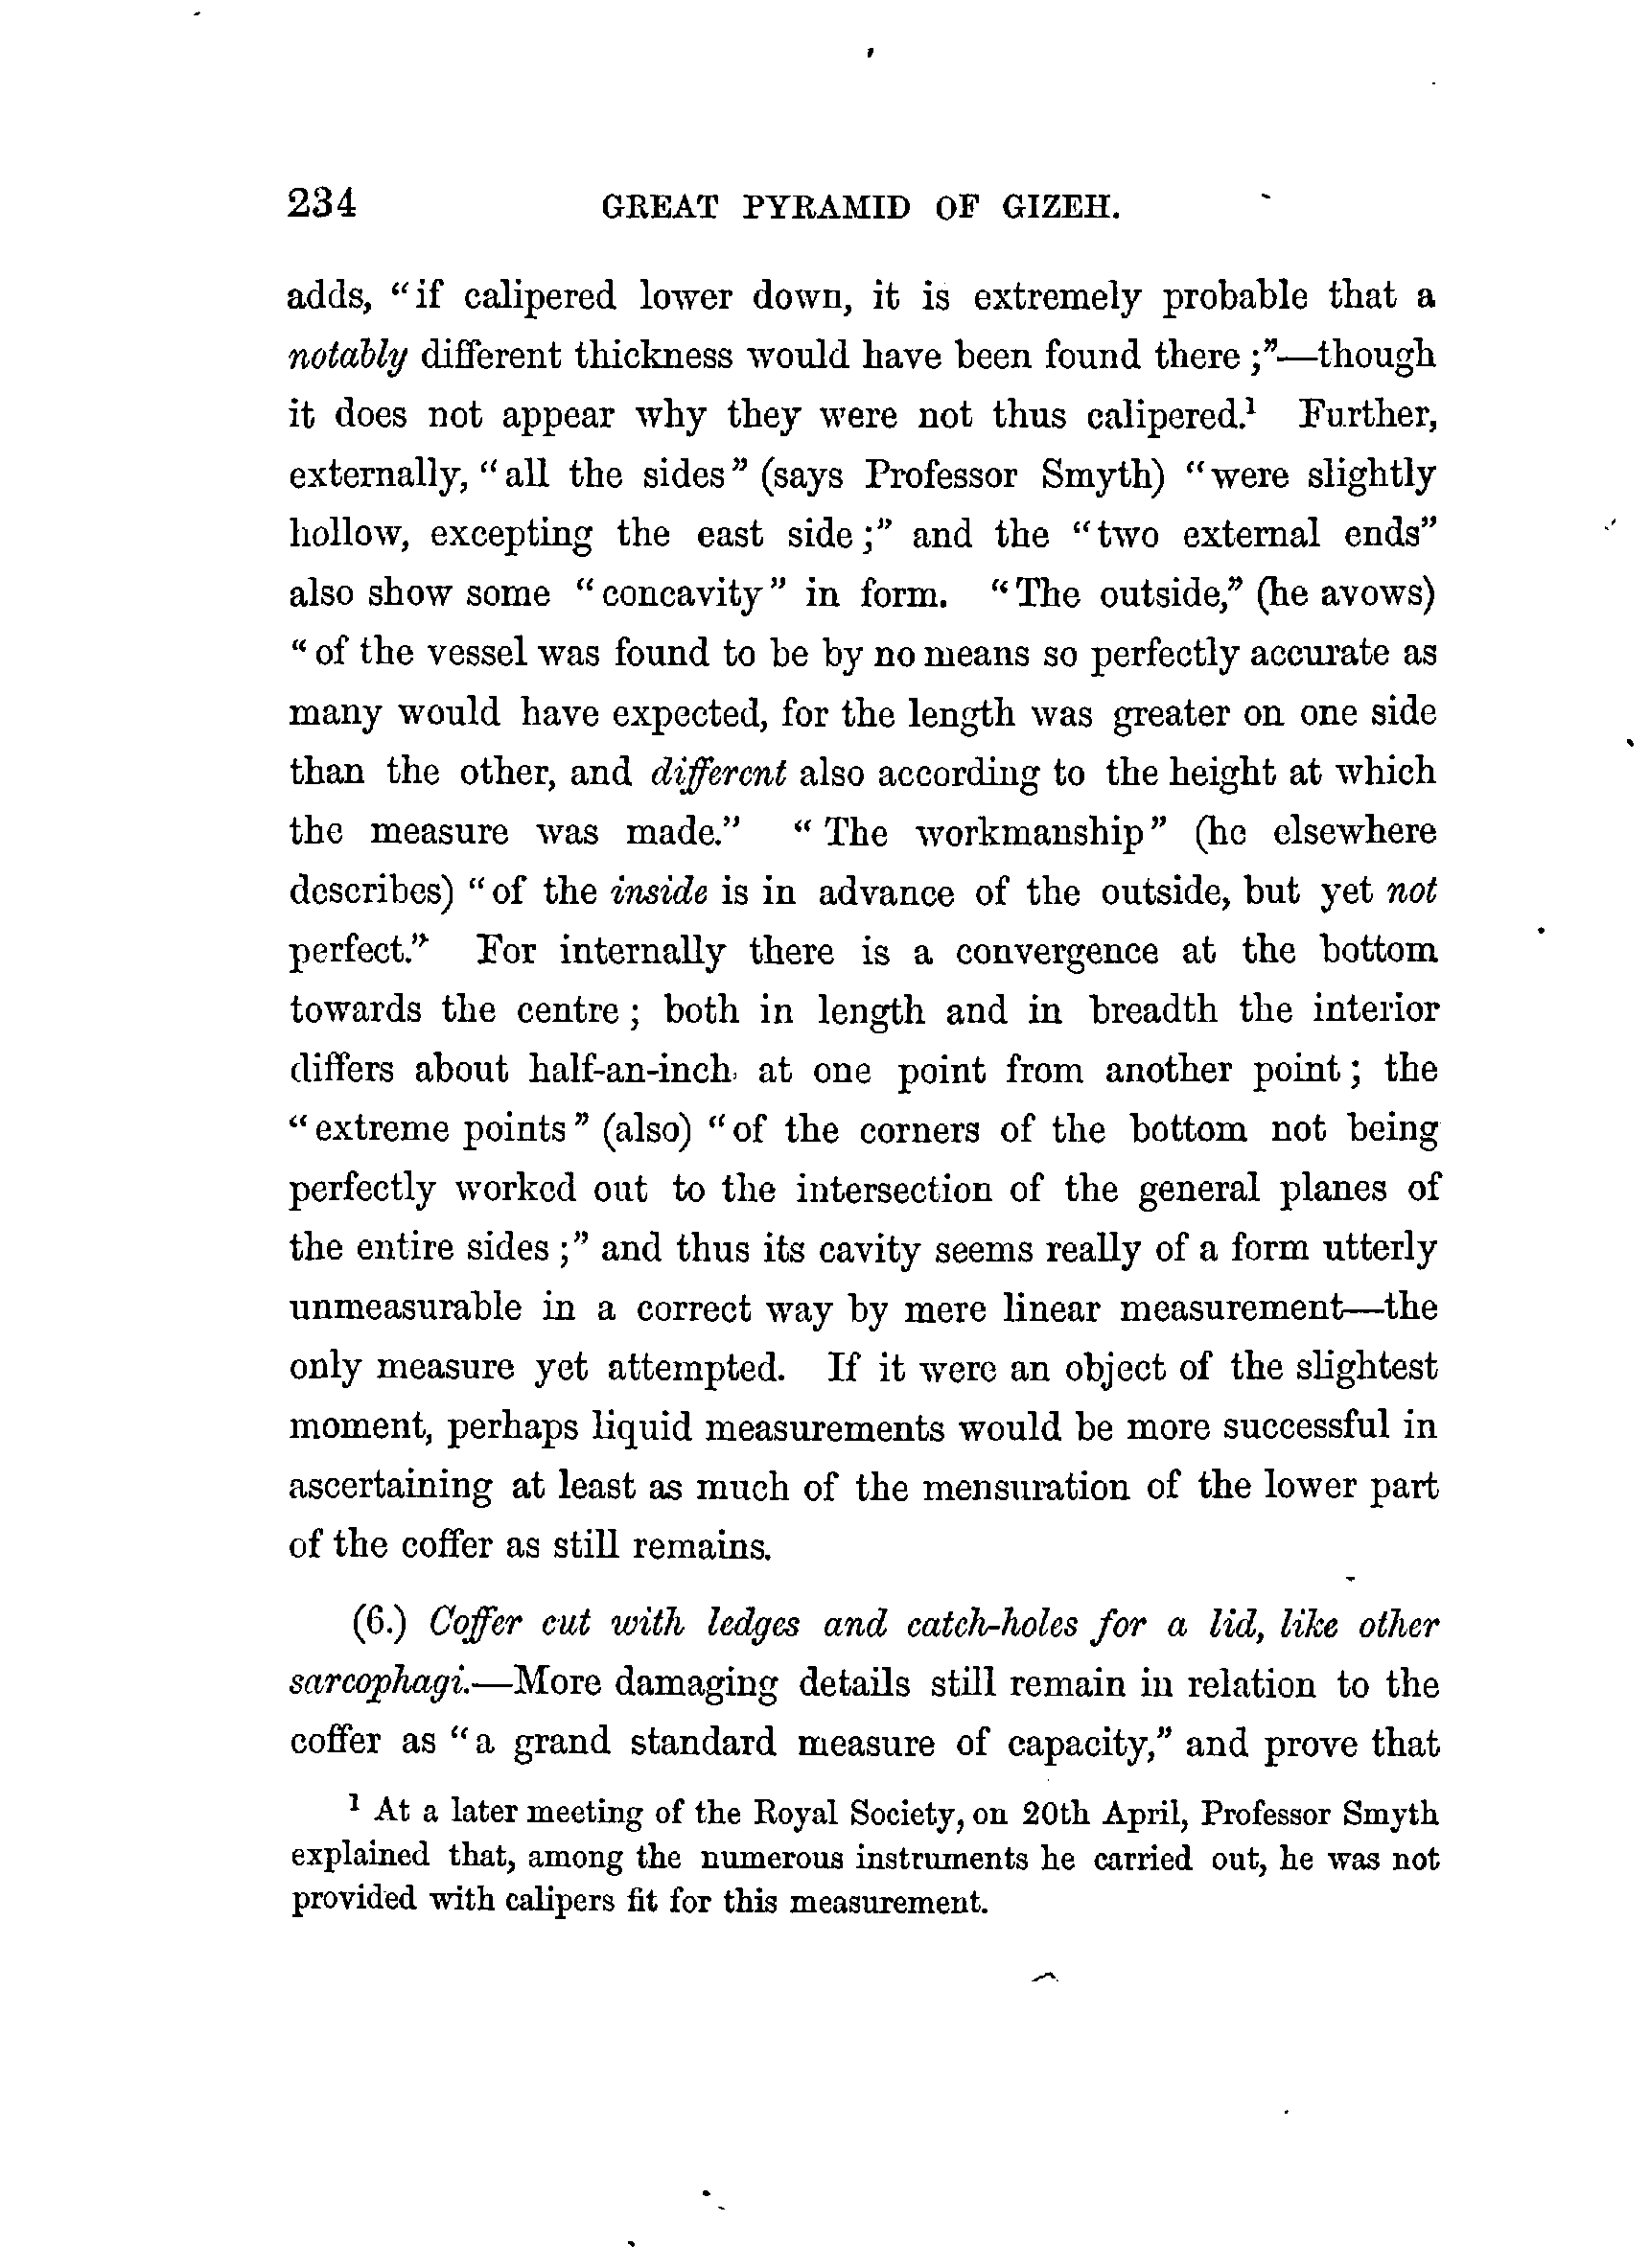 234 GREAT PYRAMID OF GIZEH.
adds, "if calipered lower down, it is extremely probable that a
notably different thickness would have been found there;"—though
it does not appear why they were not thus calipered.¹ Further,
externally, "all the sides" (says Professor Smyth) "were slightly
hollow, excepting the east side;" and the "two external ends"
also show some "concavity" in form. "The outside," (he avows)
"of the vessel was found to be by no means so perfectly accurate as
many would have expected, for the length was greater on one side
than the other, and different also according to the height at which
the measure was made." "The workmanship" (he elsewhere
describes) "of the inside is in advance of the outside, but yet not
perfect." For internally there is a convergence at the bottom
towards the centre; both in length and in breadth the interior
differs about half-an-inch at one point from another point; the
"extreme points" (also) "of the corners of the bottom not being
perfectly worked out to the intersection of the general planes of
the entire sides;" and thus its cavity seems really of a form utterly
unmeasurable in a correct way by mere linear measurement—the
only measure yet attempted. If it were an object of the slightest
moment, perhaps liquid measurements would be more successful in
ascertaining at least as much of the mensuration of the lower part
of the coffer as still remains.
(6.) Coffer cut with ledges and catch-holes for a lid, like other
sarcophagi.—More damaging details still remain in relation to the
coffer as "a grand standard measure of capacity," and prove that
¹ At a later meeting of the Royal Society, on 20th April, Professor Smyth
explained that, among the numerous instruments he carried out, he was not
provided with calipers fit for this measurement.